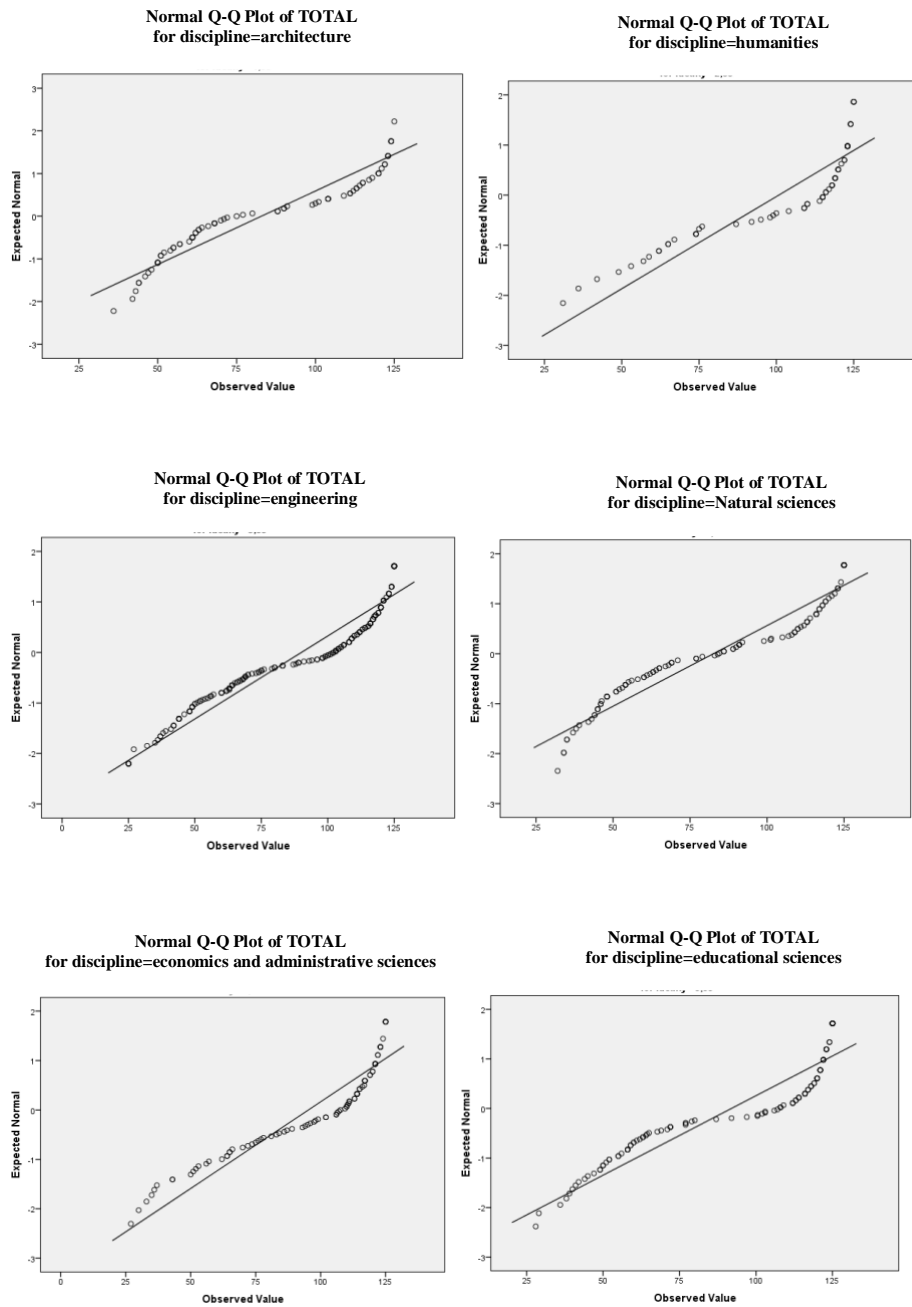 Normal Q-Q Plot of TOTAL
for discipline=architecture
Expected Normal
3
2
1
0
-1
-2
-3
25 50 75 100 125
Observed Value
Normal Q-Q Plot of TOTAL
for discipline=humanities
Expected Normal
2
1
0
-1
-2
-3
25 50 75 100 125
Observed Value
Normal Q-Q Plot of TOTAL
for discipline=engineering
Expected Normal
2
1
0
-1
-2
-3
0 25 50 75 100 125
Observed Value
Normal Q-Q Plot of TOTAL
for discipline=Natural sciences
Expected Normal
2
1
0
-1
-2
-3
25 50 75 100 125
Observed Value
Normal Q-Q Plot of TOTAL
for discipline=economics and administrative sciences
Expected Normal
2
1
0
-1
-2
-3
0 25 50 75 100 125
Observed Value
Normal Q-Q Plot of TOTAL
for discipline=educational sciences
Expected Normal
2
1
0
-1
-2
-3
25 50 75 100 125
Observed Value